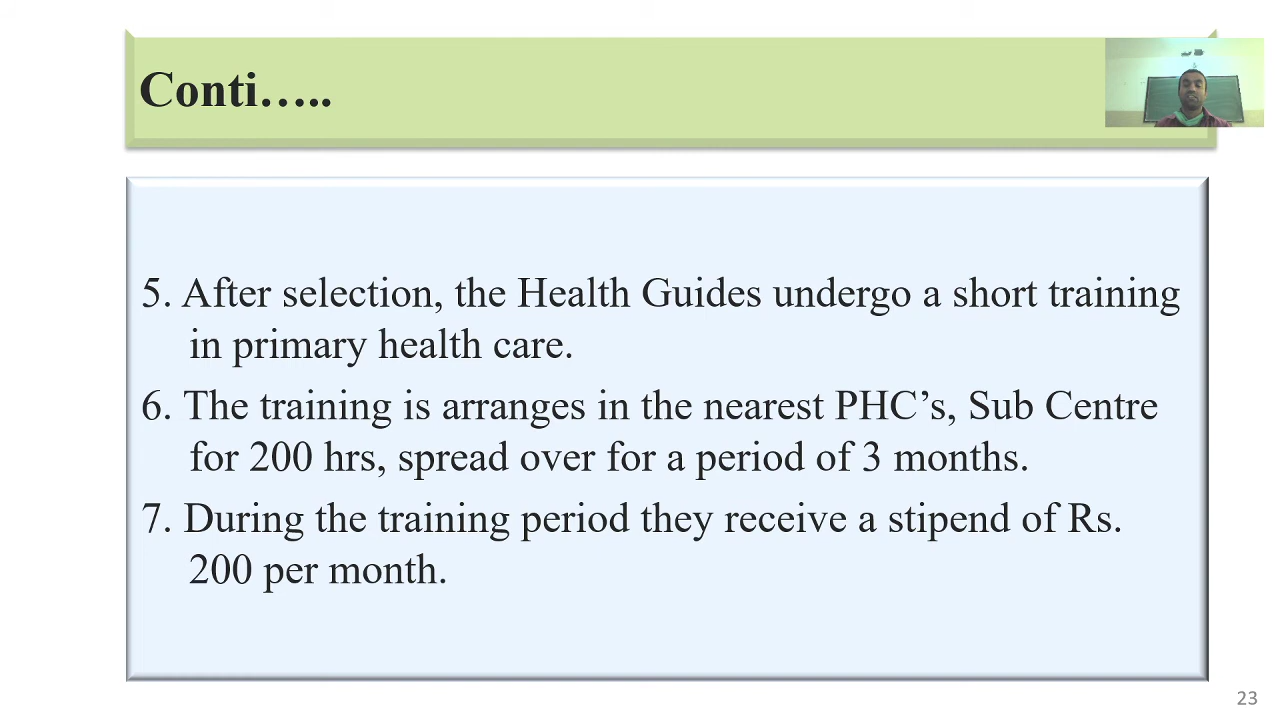 Conti…..
5. After selection, the Health Guides undergo a short training
in primary health care.
6. The training is arranges in the nearest PHC’s, Sub Centre
for 200 hrs, spread over for a period of 3 months.
7. During the training period they receive a stipend of Rs.
200 per month.
23